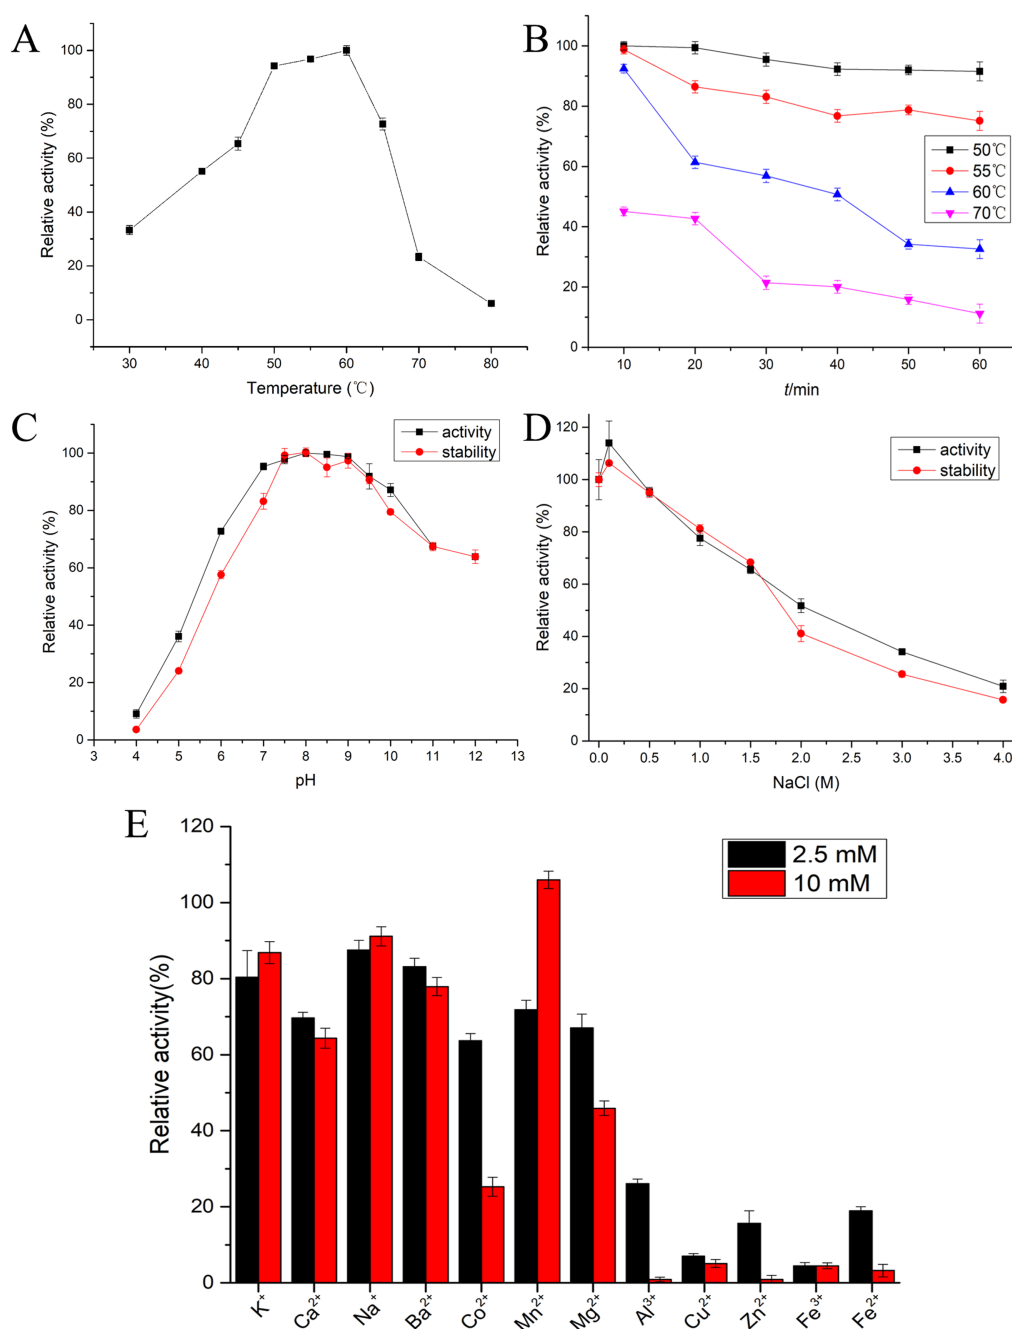 A
Relative activity (%)
100
80
60
40
20
0
30
40
50
60
70
80
Temperature (℃)
B
Relative activity (%)
100
80
60
40
20
0
50℃
55℃
60℃
70℃
10
20
30
40
50
60
t/min
C
Relative activity (%)
100
80
60
40
20
0
activity
stability
3
4
5
6
7
8
9
10
11
12
13
pH
D
Relative activity (%)
120
100
80
60
40
20
0
activity
stability
0.0
0.5
1.0
1.5
2.0
2.5
3.0
3.5
4.0
NaCl (M)
E
Relative activity(%)
120
100
80
60
40
20
0
2.5 mM
10 mM
K⁺
Ca²⁺
Na⁺
Ba²⁺
Co²⁺
Mn²⁺
Mg²⁺
Al³⁺
Cu²⁺
Zn²⁺
Fe³⁺
Fe²⁺